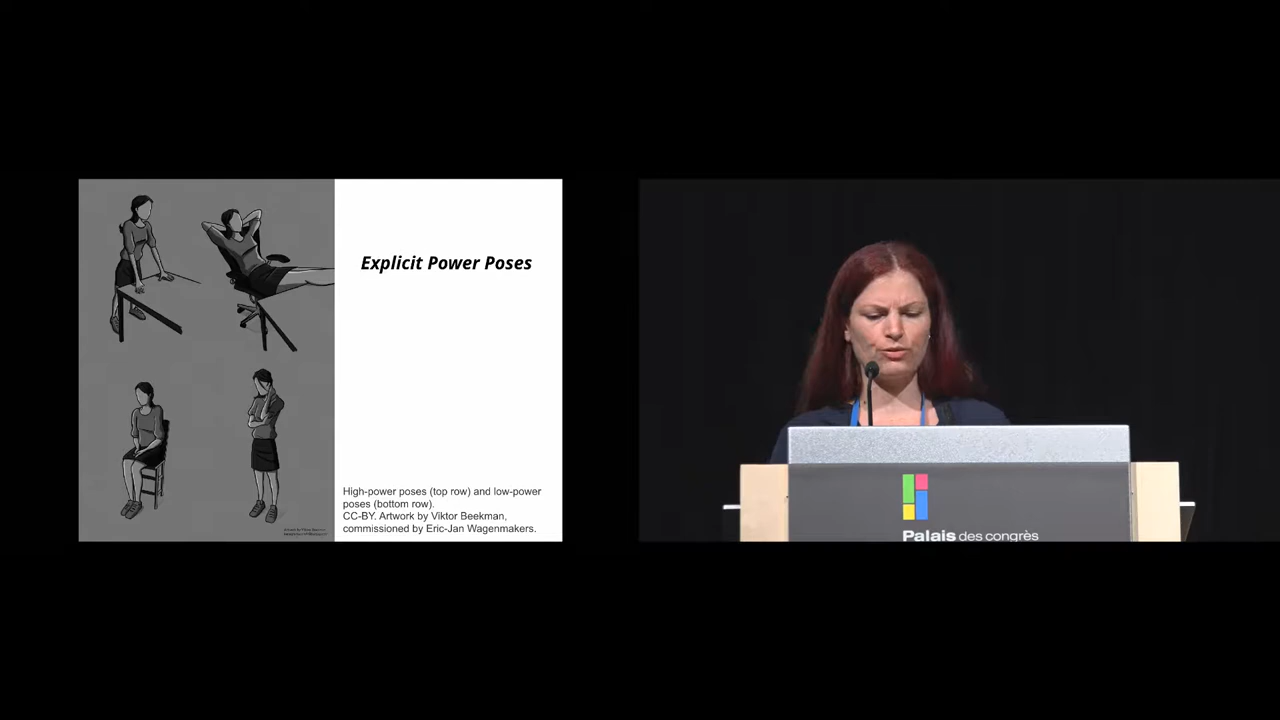 Explicit Power Poses
High-power poses (top row) and low-power
poses (bottom row).
CC-BY. Artwork by Viktor Beekman,
commissioned by Eric-Jan Wagenmakers.
Palais des congrès